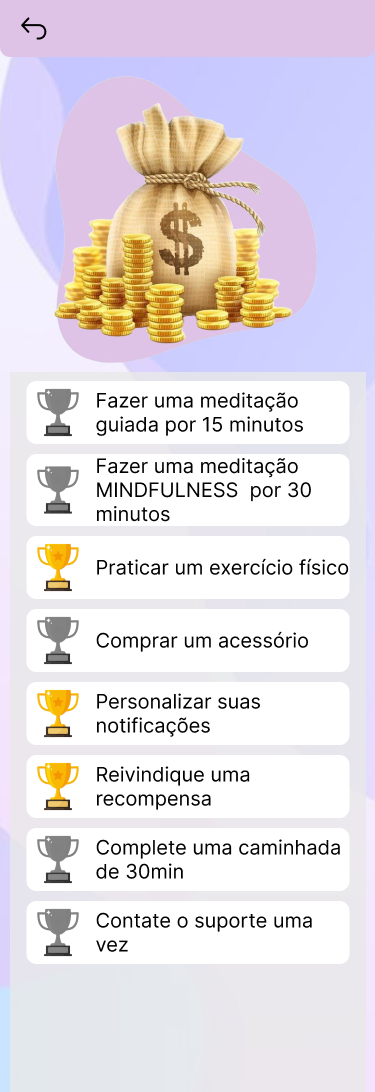 $
Fazer uma meditação
guiada por 15 minutos
Fazer uma meditação
MINDFULNESS  por 30
minutos
Praticar um exercício físico
Comprar um acessório
Personalizar suas
notificações
Reivindique uma
recompensa
Complete uma caminhada
de 30min
Contate o suporte uma
vez